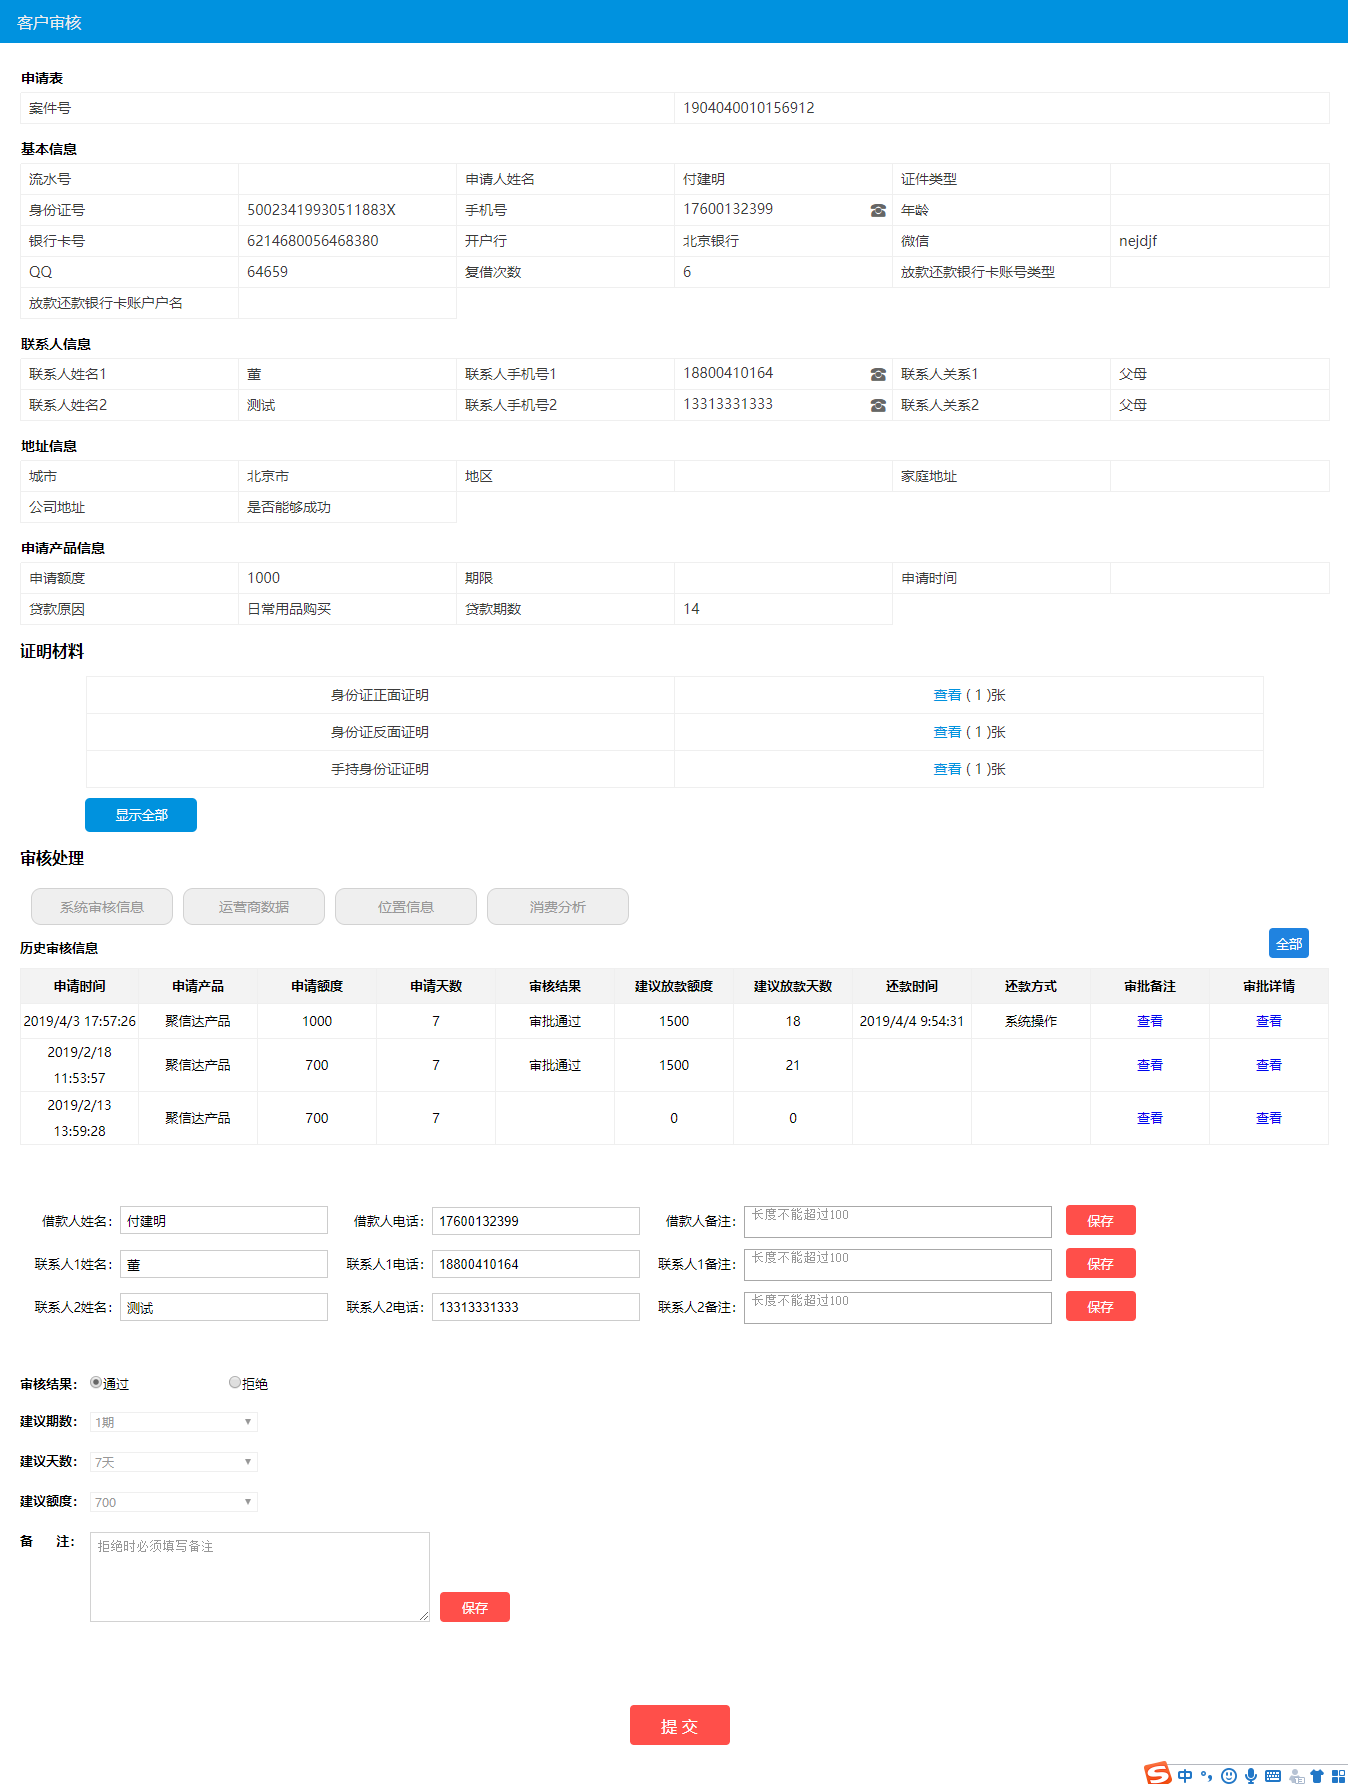 客户审核
申请表
案件号 1904040010156912
基本信息
流水号 申请人姓名 付建明 证件类型
身份证号 50023419930511883X 手机号 17600132399 年龄
银行卡号 6214680056468380 开户行 北京银行 微信 nejdjf
QQ 64659 复借次数 6 放款还款银行卡账号类型
放款还款银行卡账户户名
联系人信息
联系人姓名1 董 联系人手机号1 18800410164 联系人关系1 父母
联系人姓名2 测试 联系人手机号2 13313331333 联系人关系2 父母
地址信息
城市 北京市 地区 家庭地址
公司地址 是否能够成功
申请产品信息
申请额度 1000 期限 申请时间
贷款原因 日常用品购买 贷款期数 14
证明材料
身份证正面证明 查看 ( 1 )张
身份证反面证明 查看 ( 1 )张
手持身份证证明 查看 ( 1 )张
显示全部
审核处理
系统审核信息 运营商数据 位置信息 消费分析
历史审核信息 全部
申请时间 申请产品 申请额度 申请天数 审核结果 建议放款额度 建议放款天数 还款时间 还款方式 审批备注 审批详情
2019/4/3 17:57:26 聚信达产品 1000 7 审批通过 1500 18 2019/4/4 9:54:31 系统操作 查看 查看
2019/2/18 11:53:57 聚信达产品 700 7 审批通过 1500 21 查看 查看
2019/2/13 13:59:28 聚信达产品 700 7 0 0 查看 查看
借款人姓名: 付建明 借款人电话: 17600132399 借款人备注: 长度不能超过100 保存
联系人1姓名: 董 联系人1电话: 18800410164 联系人1备注: 长度不能超过100 保存
联系人2姓名: 测试 联系人2电话: 13313331333 联系人2备注: 长度不能超过100 保存
审核结果: 通过 拒绝
建议期数: 1期
建议天数: 7天
建议额度: 700
备 注: 拒绝时必须填写备注
保存
提 交
中